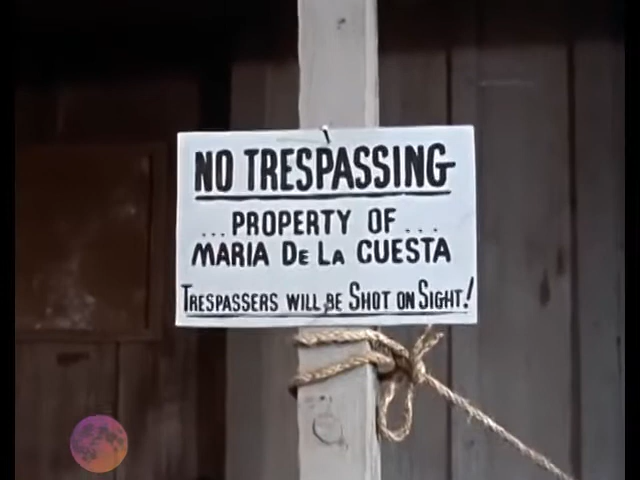 NO TRESPASSING
...PROPERTY OF...
MARIA DE LA CUESTA
TRESPASSERS WILL BE SHOT ON SIGHT!